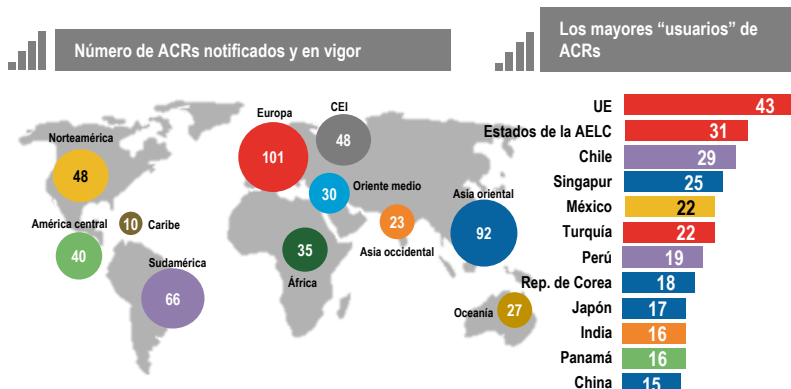 Número de ACRs notificados y en vigor
Los mayores “usuarios” de
ACRs
Norteamérica
48
América central
40
10
Caribe
Sudamérica
66
Europa
101
CEI
48
Oriente medio
30
África
35
Asia occidental
23
Asia oriental
92
Oceanía
27
UE 43
Estados de la AELC 31
Chile 29
Singapur 25
México 22
Turquía 22
Perú 19
Rep. de Corea 18
Japón 17
India 16
Panamá 16
China 15